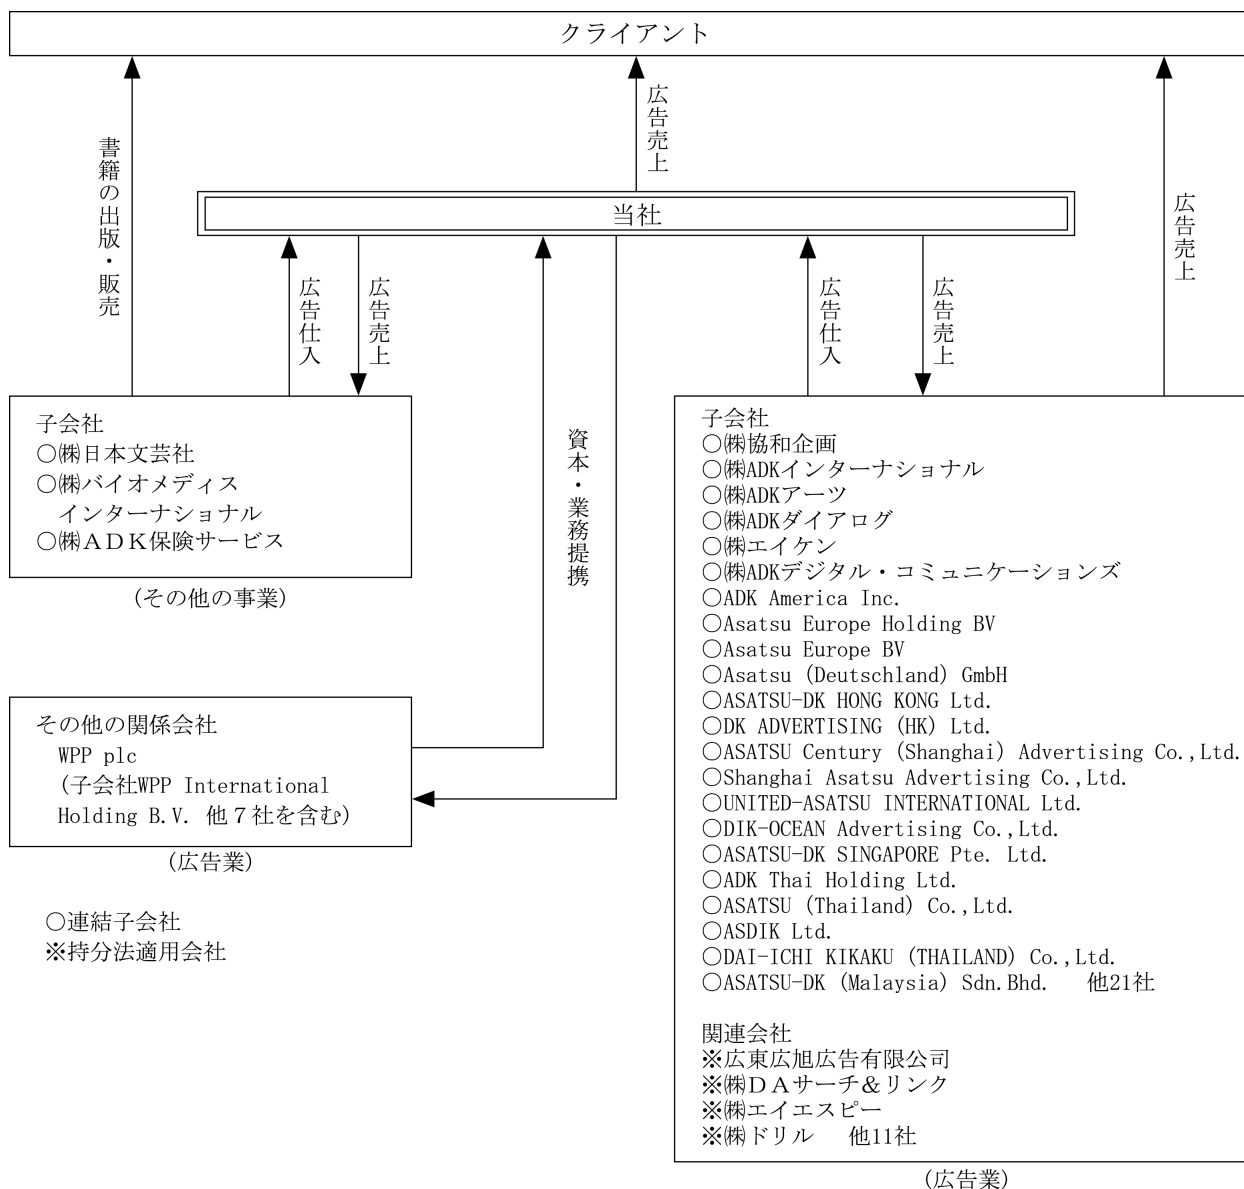 クライアント
広告売上
書籍の出版・販売
当社
広告売上
広告仕入
広告売上
広告仕入
広告売上
資本・業務提携
子会社
○㈱日本文芸社
○㈱バイオメディス
インターナショナル
○㈱ＡＤＫ保険サービス
(その他の事業)
その他の関係会社
WPP plc
(子会社WPP International
Holding B.V. 他７社を含む)
(広告業)
○連結子会社
※持分法適用会社
子会社
○㈱協和企画
○㈱ADKインターナショナル
○㈱ADKアーツ
○㈱ADKダイアログ
○㈱エイケン
○㈱ADKデジタル・コミュニケーションズ
○ADK America Inc.
○Asatsu Europe Holding BV
○Asatsu Europe BV
○Asatsu (Deutschland) GmbH
○ASATSU-DK HONG KONG Ltd.
○DK ADVERTISING (HK) Ltd.
○ASATSU Century (Shanghai) Advertising Co.,Ltd.
○Shanghai Asatsu Advertising Co.,Ltd.
○UNITED-ASATSU INTERNATIONAL Ltd.
○DIK-OCEAN Advertising Co.,Ltd.
○ASATSU-DK SINGAPORE Pte. Ltd.
○ADK Thai Holding Ltd.
○ASATSU (Thailand) Co.,Ltd.
○ASDIK Ltd.
○DAI-ICHI KIKAKU (THAILAND) Co.,Ltd.
○ASATSU-DK (Malaysia) Sdn.Bhd. 他21社
関連会社
※広東広旭広告有限公司
※㈱ＤＡサーチ＆リンク
※㈱エイエスピー
※㈱ドリル 他11社
(広告業)